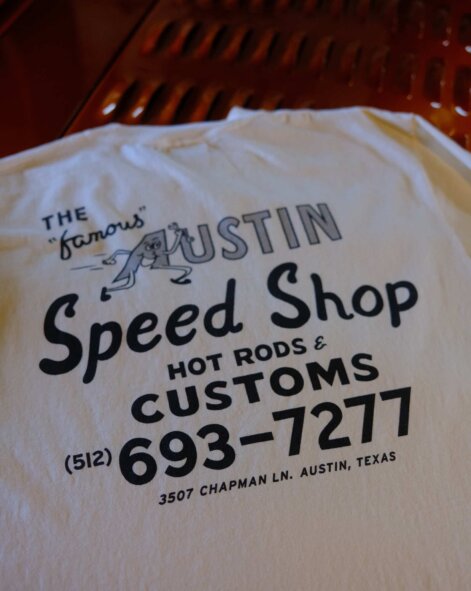 THE
"famous"
AUSTIN
Speed Shop
HOT RODS &
CUSTOMS
(512) 693-7277
3507 CHAPMAN LN. AUSTIN, TEXAS